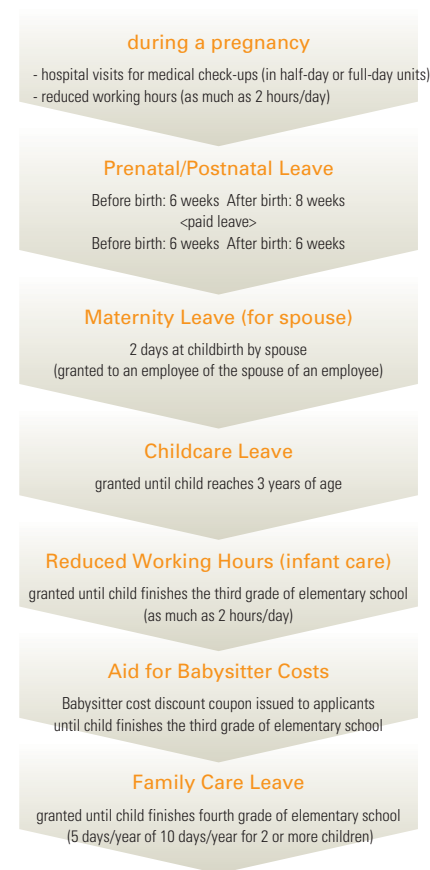 during a pregnancy
- hospital visits for medical check-ups (in half-day or full-day units)
- reduced working hours (as much as 2 hours/day)
Prenatal/Postnatal Leave
Before birth: 6 weeks After birth: 8 weeks
<paid leave>
Before birth: 6 weeks After birth: 6 weeks
Maternity Leave (for spouse)
2 days at childbirth by spouse
(granted to an employee of the spouse of an employee)
Childcare Leave
granted until child reaches 3 years of age
Reduced Working Hours (infant care)
granted until child finishes the third grade of elementary school
(as much as 2 hours/day)
Aid for Babysitter Costs
Babysitter cost discount coupon issued to applicants
until child finishes the third grade of elementary school
Family Care Leave
granted until child finishes fourth grade of elementary school
(5 days/year of 10 days/year for 2 or more children)